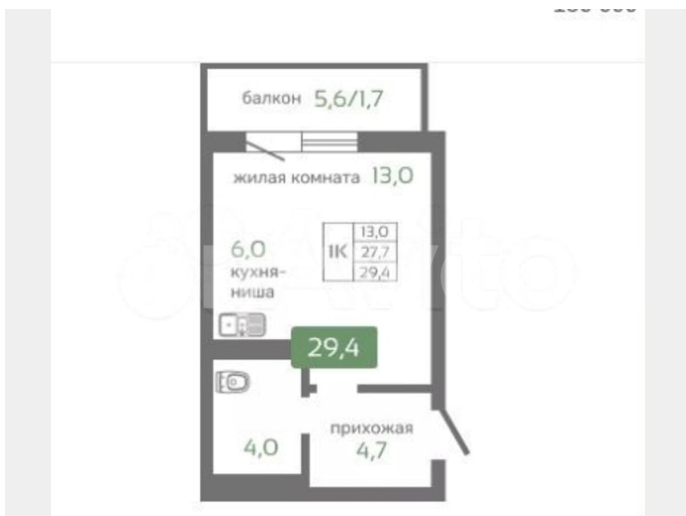 балкон 5,6/1,7
жилая комната 13,0
13,0
6,0
1К
27,7
кухня-
29,4
ниша
29,4
прихожая
4,0
4,7
Avito